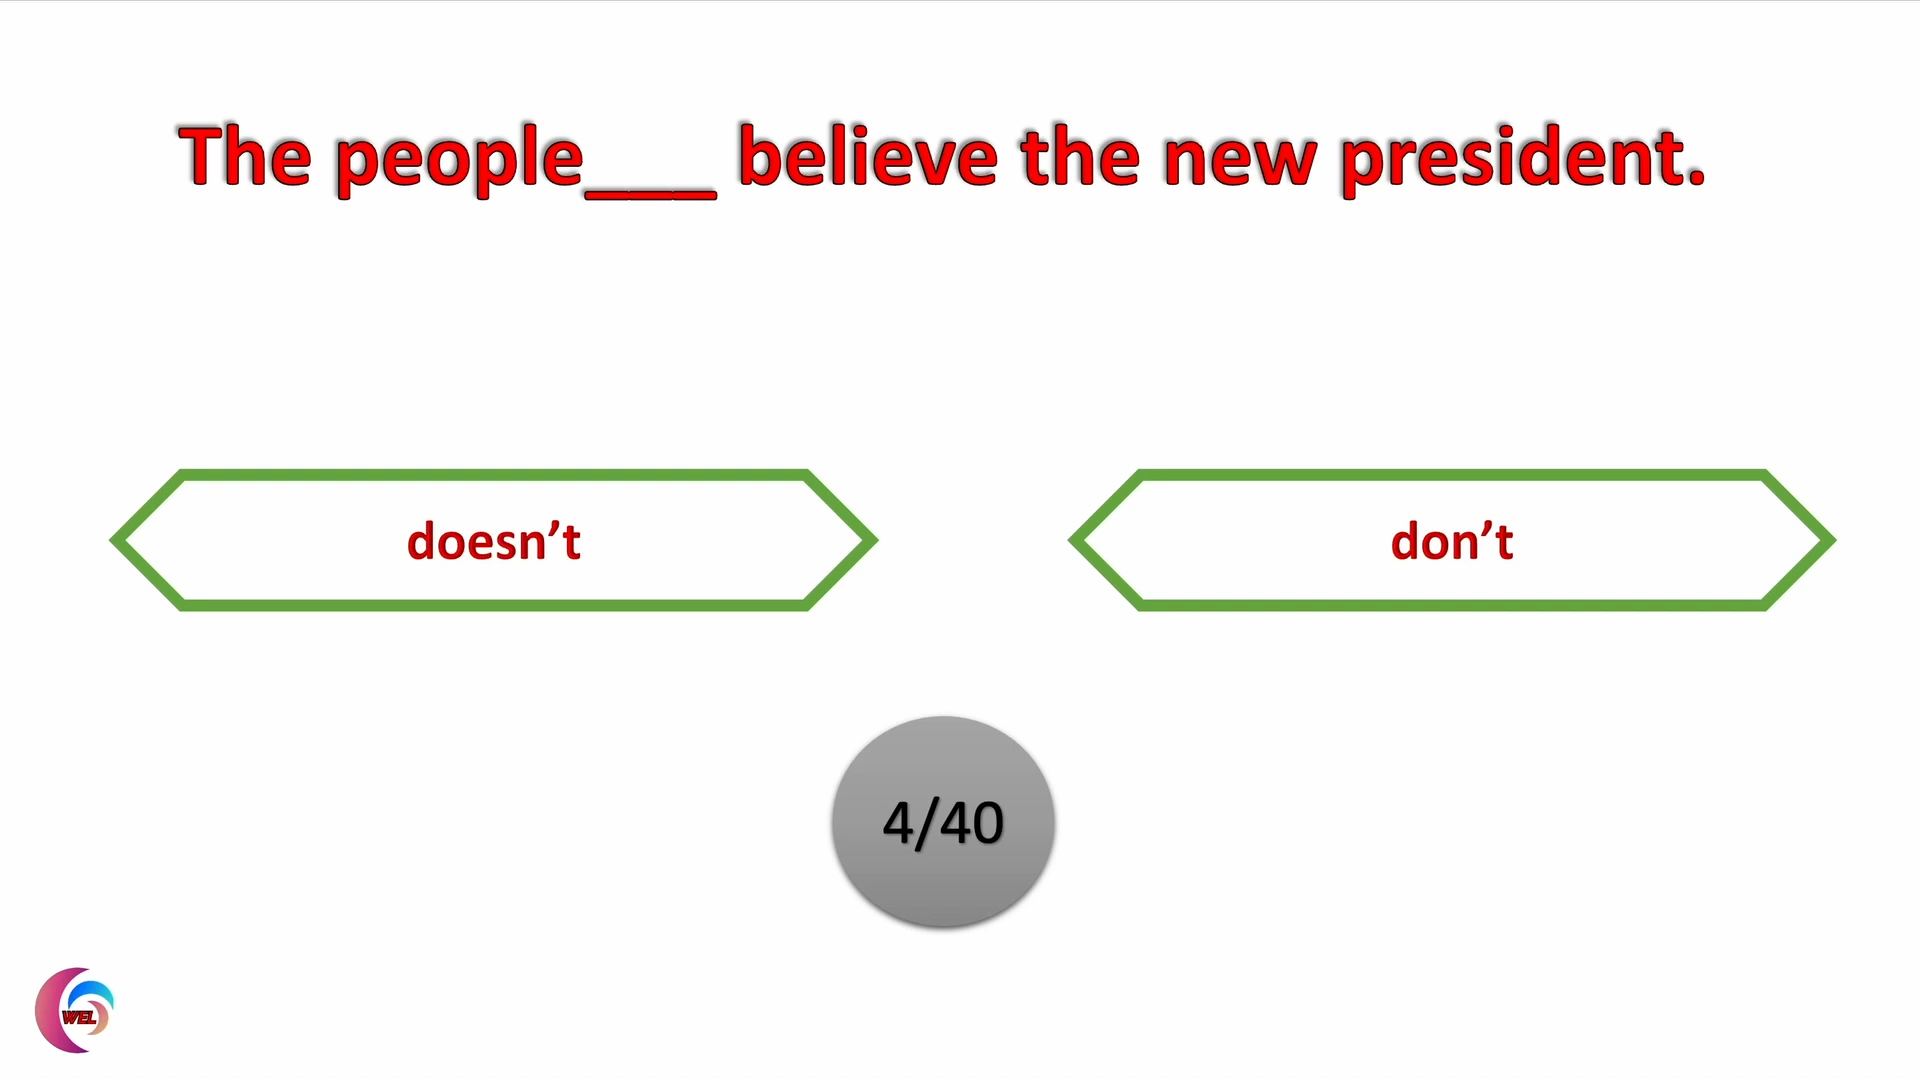 The people___ believe the new president.
doesn’t
don’t
4/40
WEL